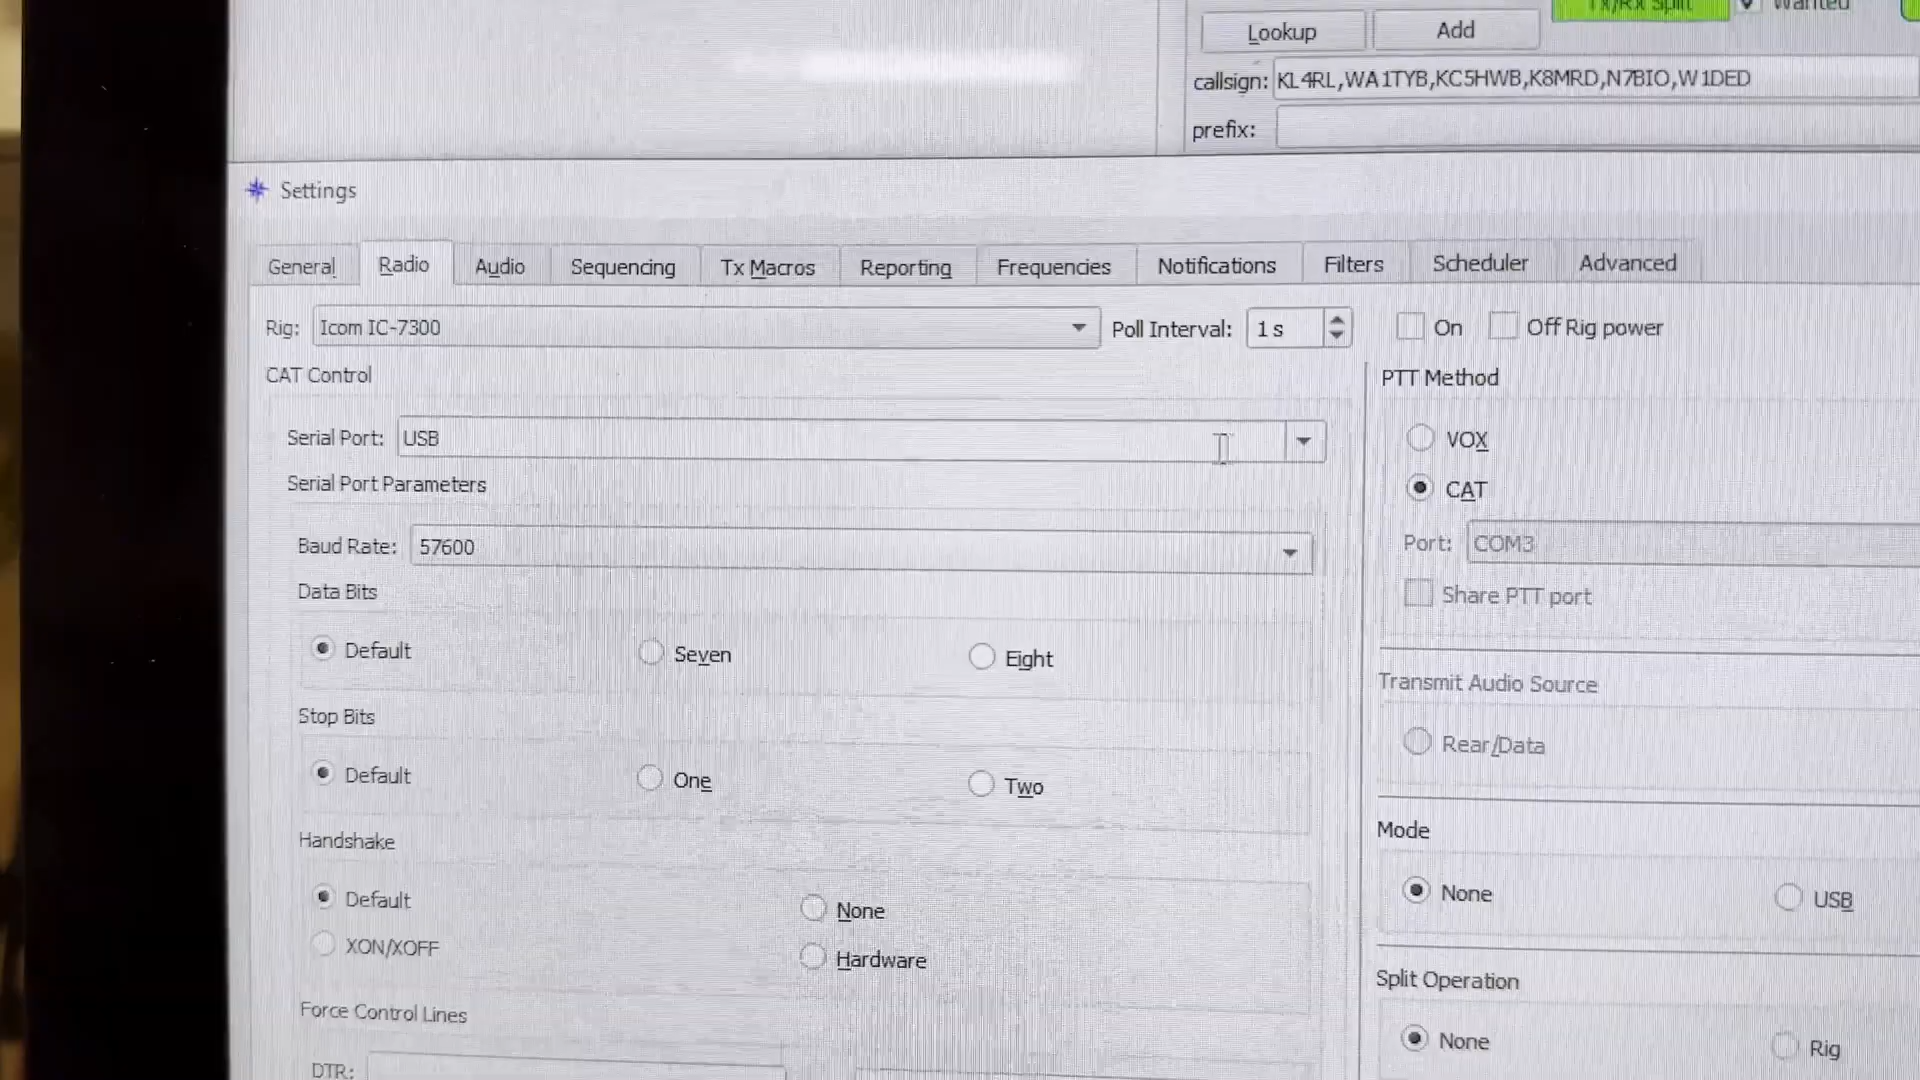 Tx/Rx Split
Wanted
Lookup
Add
callsign: KL4RL,WA1TYB,KC5HWB,K8MRD,N7BIO,W1DED
prefix:
Settings
General Radio Audio Sequencing Tx Macros Reporting Frequencies Notifications Filters Scheduler Advanced
Rig: Icom IC-7300 Poll Interval: 1 s On Off Rig power
CAT Control
PTT Method
Serial Port: USB
VOX
Serial Port Parameters
CAT
Baud Rate: 57600
Port: COM3
Data Bits
Share PTT port
Default Seven Eight
Transmit Audio Source
Stop Bits
Rear/Data
Default One Two
Mode
Handshake
Default None
None USB
XON/XOFF Hardware
Split Operation
Force Control Lines
None Rig
DTR: